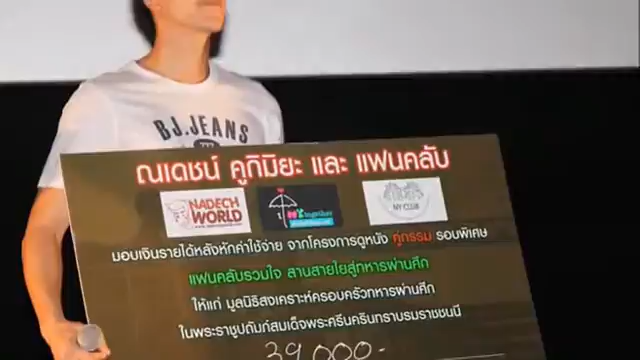 BJ.JEANS
ณเดชน์ คูกิมิยะ และ แฟนคลับ
NADECH WORLD
NY CLUB
มอบเงินรายได้หลังหักค่าใช้จ่าย จากโครงการดูหนัง คู่กรรม รอบพิเศษ
แฟนคลับรวมใจ สานสายใยสู่ทหารผ่านศึก
ให้แก่ มูลนิธิสงเคราะห์ครอบครัวทหารผ่านศึก
ในพระราชูปถัมภ์สมเด็จพระศรีนครินทราบรมราชชนนี
39,000.-